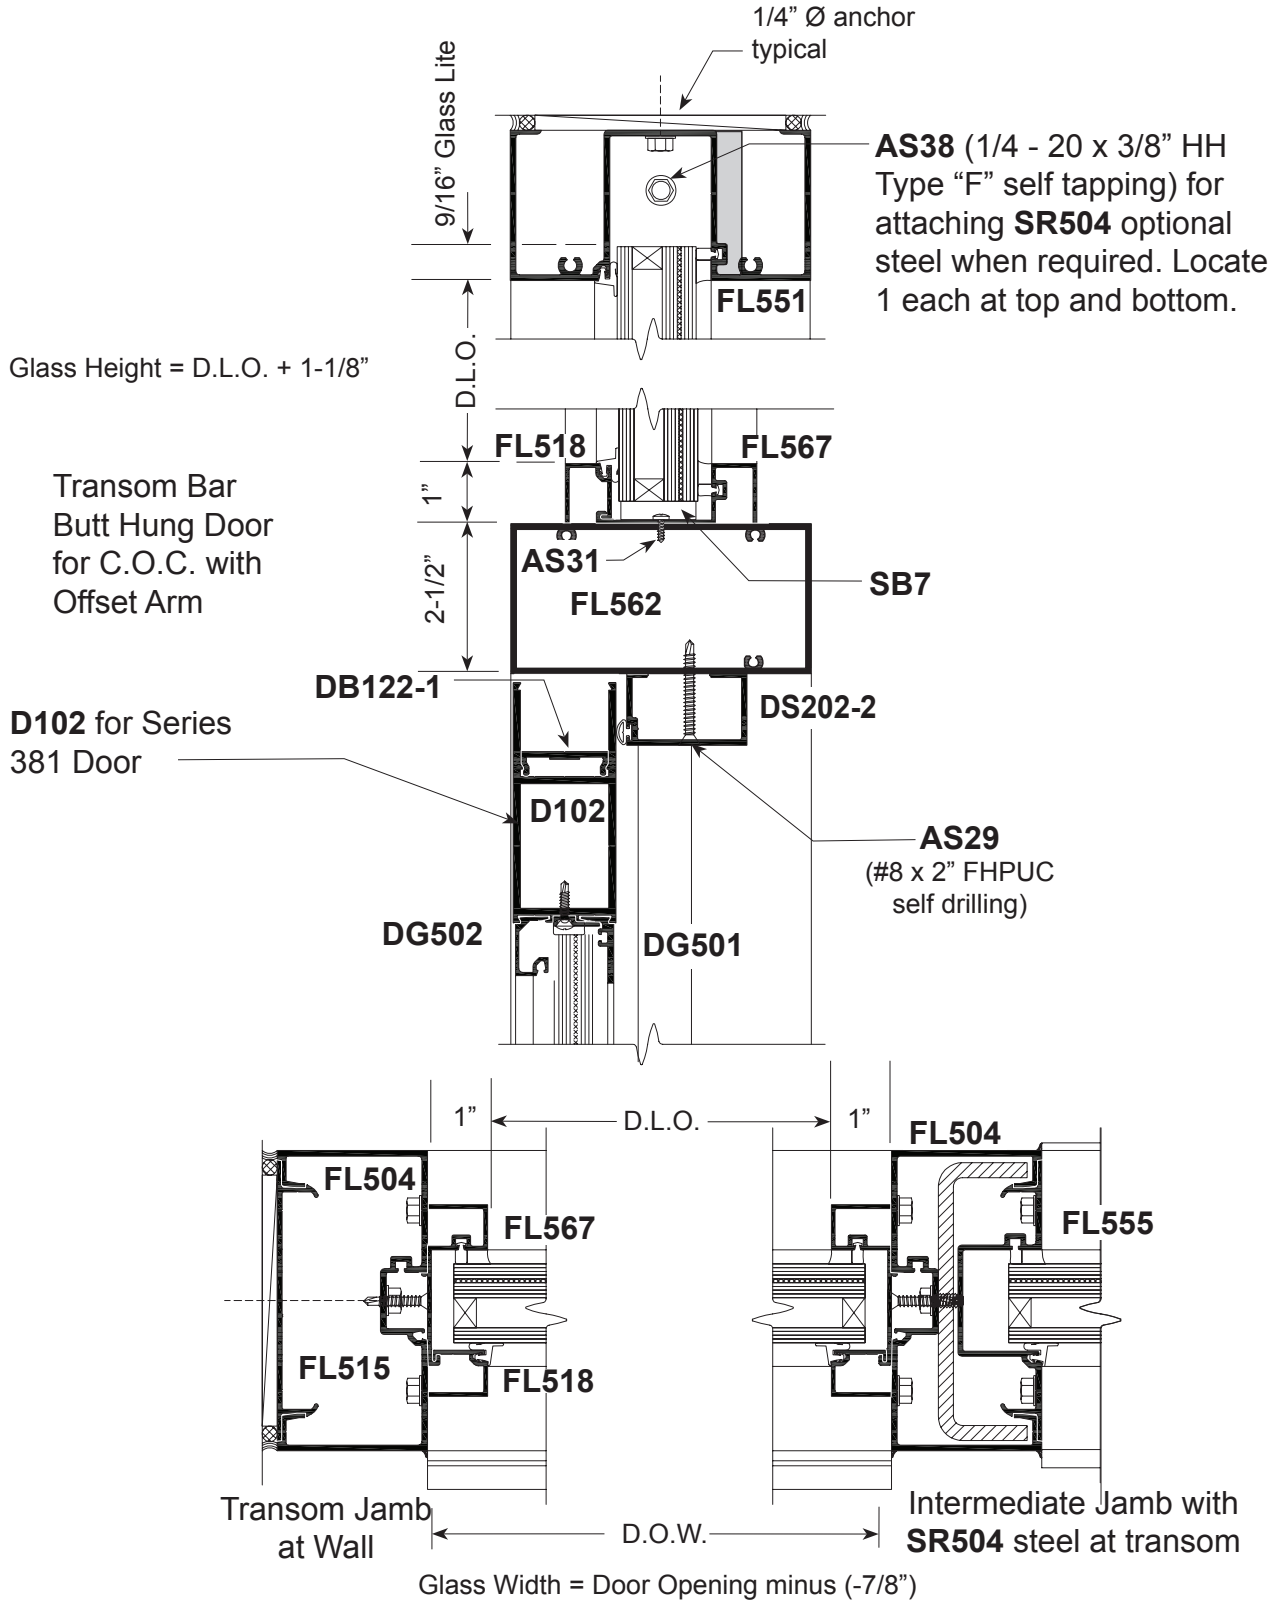 1/4” Ø anchor
typical
9/16” Glass Lite
AS38 (1/4 - 20 x 3/8” HH
Type “F” self tapping) for
attaching SR504 optional
steel when required. Locate
1 each at top and bottom.
FL551
D.L.O.
Glass Height = D.L.O. + 1-1/8”
FL518
FL567
1”
Transom Bar
Butt Hung Door
for C.O.C. with
Offset Arm
AS31
SB7
FL562
2-1/2”
DB122-1
DS202-2
D102 for Series
381 Door
D102
AS29
(#8 x 2” FHPUC
self drilling)
DG502
DG501
1”
D.L.O.
1”
FL504
FL504
FL567
FL555
FL515
FL518
Transom Jamb
at Wall
D.O.W.
Intermediate Jamb with
SR504 steel at transom
Glass Width = Door Opening minus (-7/8”)